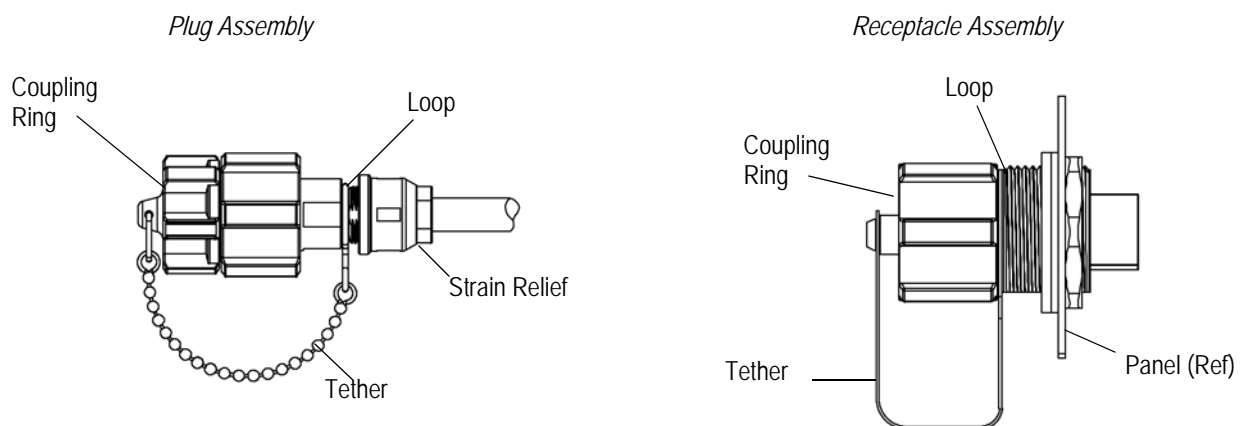 Plug Assembly
Coupling
Ring
Loop
Strain Relief
Tether
Receptacle Assembly
Loop
Coupling
Ring
Tether
Panel (Ref)